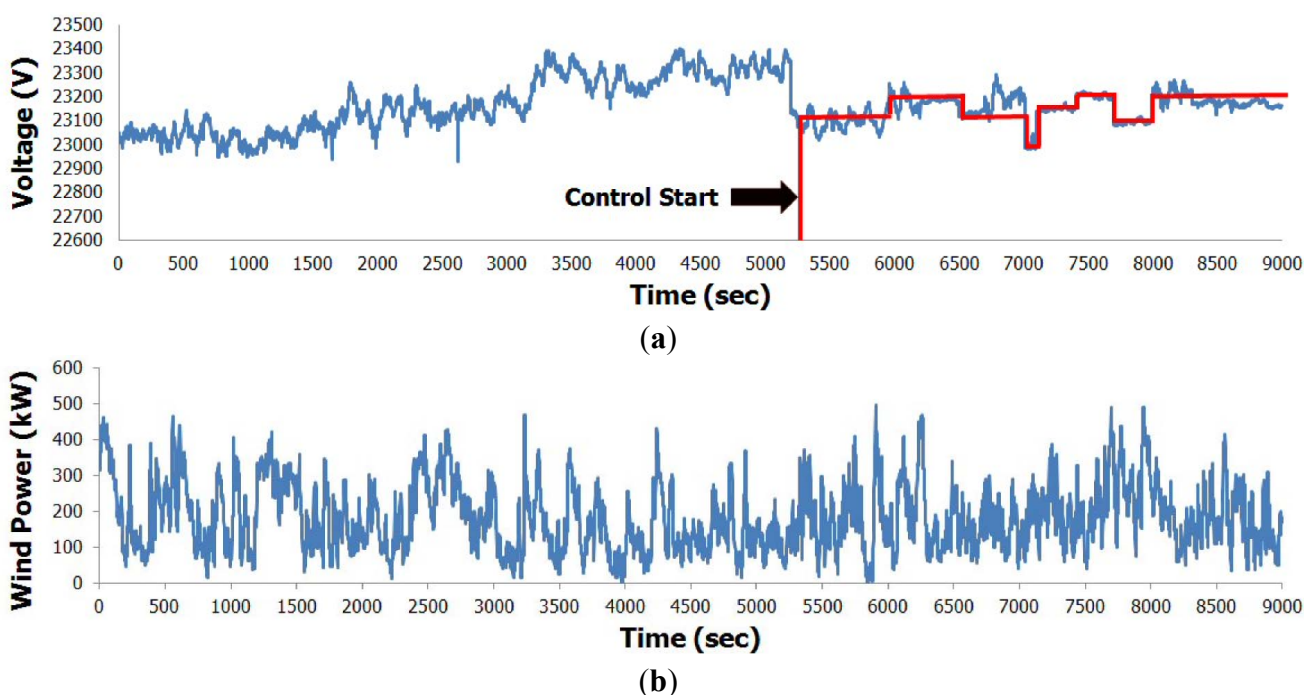 Voltage (V)
23500
23400
23300
23200
23100
23000
22900
22800
22700
22600
Control Start
0 500 1000 1500 2000 2500 3000 3500 4000 4500 5000 5500 6000 6500 7000 7500 8000 8500 9000
Time (sec)
(a)
Wind Power (kW)
600
500
400
300
200
100
0
0 500 1000 1500 2000 2500 3000 3500 4000 4500 5000 5500 6000 6500 7000 7500 8000 8500 9000
Time (sec)
(b)